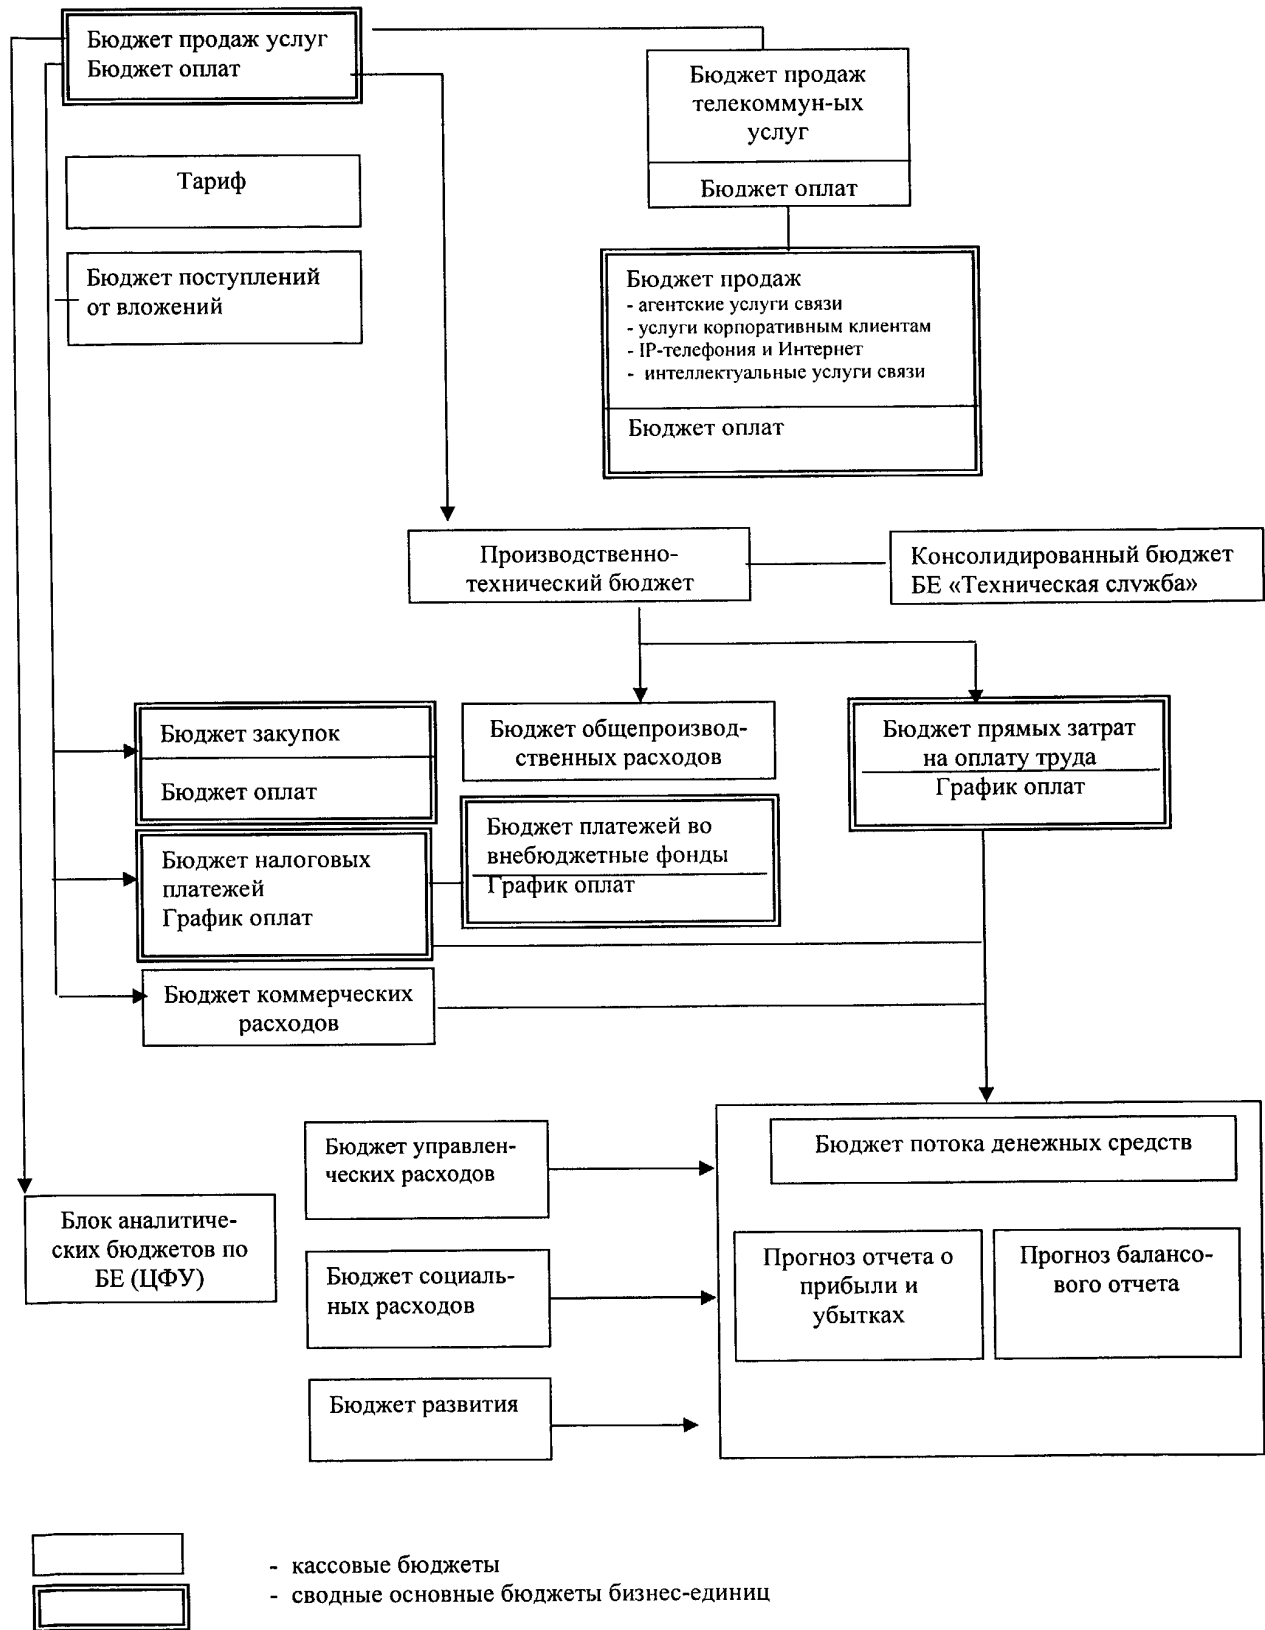 Бюджет продаж услуг
Бюджет оплат
Бюджет продаж
телекоммун-ых
услуг
Бюджет оплат
Тариф
Бюджет поступлений
от вложений
Бюджет продаж
- агентские услуги связи
- услуги корпоративным клиентам
- IP-телефония и Интернет
- интеллектуальные услуги связи
Бюджет оплат
Производственно-
технический бюджет
Консолидированный бюджет
БЕ «Техническая служба»
Бюджет закупок
Бюджет оплат
Бюджет общепроизвод-
ственных расходов
Бюджет прямых затрат
на оплату труда
График оплат
Бюджет налоговых
платежей
График оплат
Бюджет платежей во
внебюджетные фонды
График оплат
Бюджет коммерческих
расходов
Бюджет управлен-
ческих расходов
Бюджет потока денежных средств
Блок аналитиче-
ских бюджетов по
БЕ (ЦФУ)
Бюджет социаль-
ных расходов
Прогноз отчета о
прибыли и
убытках
Прогноз балансо-
вого отчета
Бюджет развития
- кассовые бюджеты
- сводные основные бюджеты бизнес-единиц